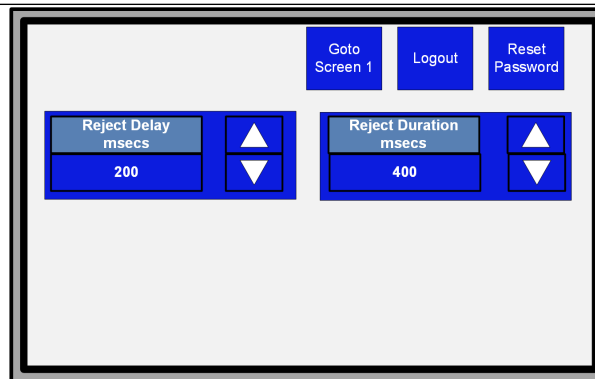 Goto
Screen 1
Logout
Reset
Password
Reject Delay
msecs
200
Reject Duration
msecs
400